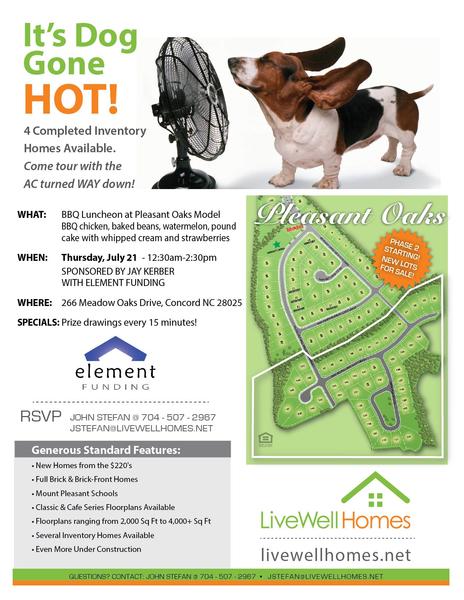 It's Dog
Gone
HOT!
4 Completed Inventory
Homes Available.
Come tour with the
AC turned WAY down!
WHAT: BBQ Luncheon at Pleasant Oaks Model
BBQ chicken, baked beans, watermelon, pound
cake with whipped cream and strawberries
WHEN: Thursday, July 21 - 12:30am-2:30pm
SPONSORED BY JAY KERBER
WITH ELEMENT FUNDING
WHERE: 266 Meadow Oaks Drive, Concord NC 28025
SPECIALS: Prize drawings every 15 minutes!
element
FUNDING
RSVP JOHN STEFAN @ 704 - 507 - 2967
JSTEFAN@LIVEWELLHOMES.NET
Generous Standard Features:
• New Homes from the $220's
• Full Brick & Brick-Front Homes
• Mount Pleasant Schools
• Classic & Cafe Series Floorplans Available
• Floorplans ranging from 2,000 Sq Ft to 4,000+ Sq Ft
• Several Inventory Homes Available
• Even More Under Construction
Pleasant Oaks
PHASE 2
STARTING!
NEW LOTS
FOR SALE!
LiveWellHomes
livewellhomes.net
QUESTIONS? CONTACT: JOHN STEFAN @ 704 - 507 - 2967 • JSTEFAN@LIVEWELLHOMES.NET